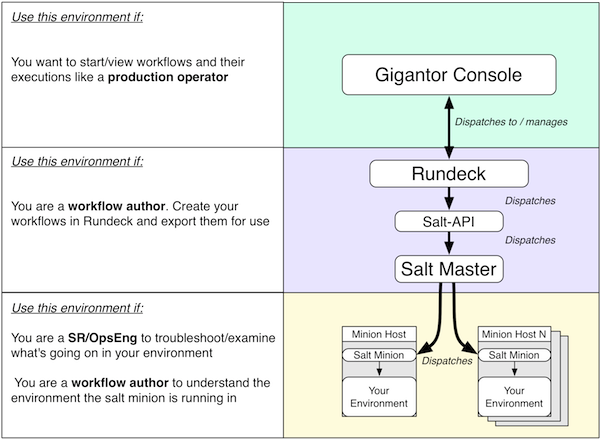 Use this environment if:
You want to start/view workflows and their
executions like a production operator
Gigantor Console
Dispatches to / manages
Use this environment if:
You are a workflow author. Create your
workflows in Rundeck and export them for use
Rundeck
Dispatches
Salt-API
Dispatches
Salt Master
Use this environment if:
You are a SR/OpsEng to troubleshoot/examine
what's going on in your environment
You are a workflow author to understand the
environment the salt minion is running in
Minion Host
Salt Minion
Your
Environment
Dispatches
Minion Host N
Salt Minion
Your
Environment